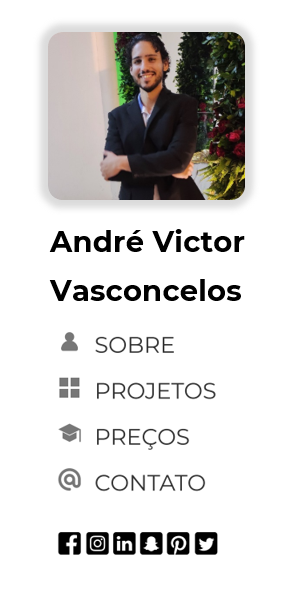 André Victor
Vasconcelos
SOBRE
PROJETOS
PREÇOS
CONTATO